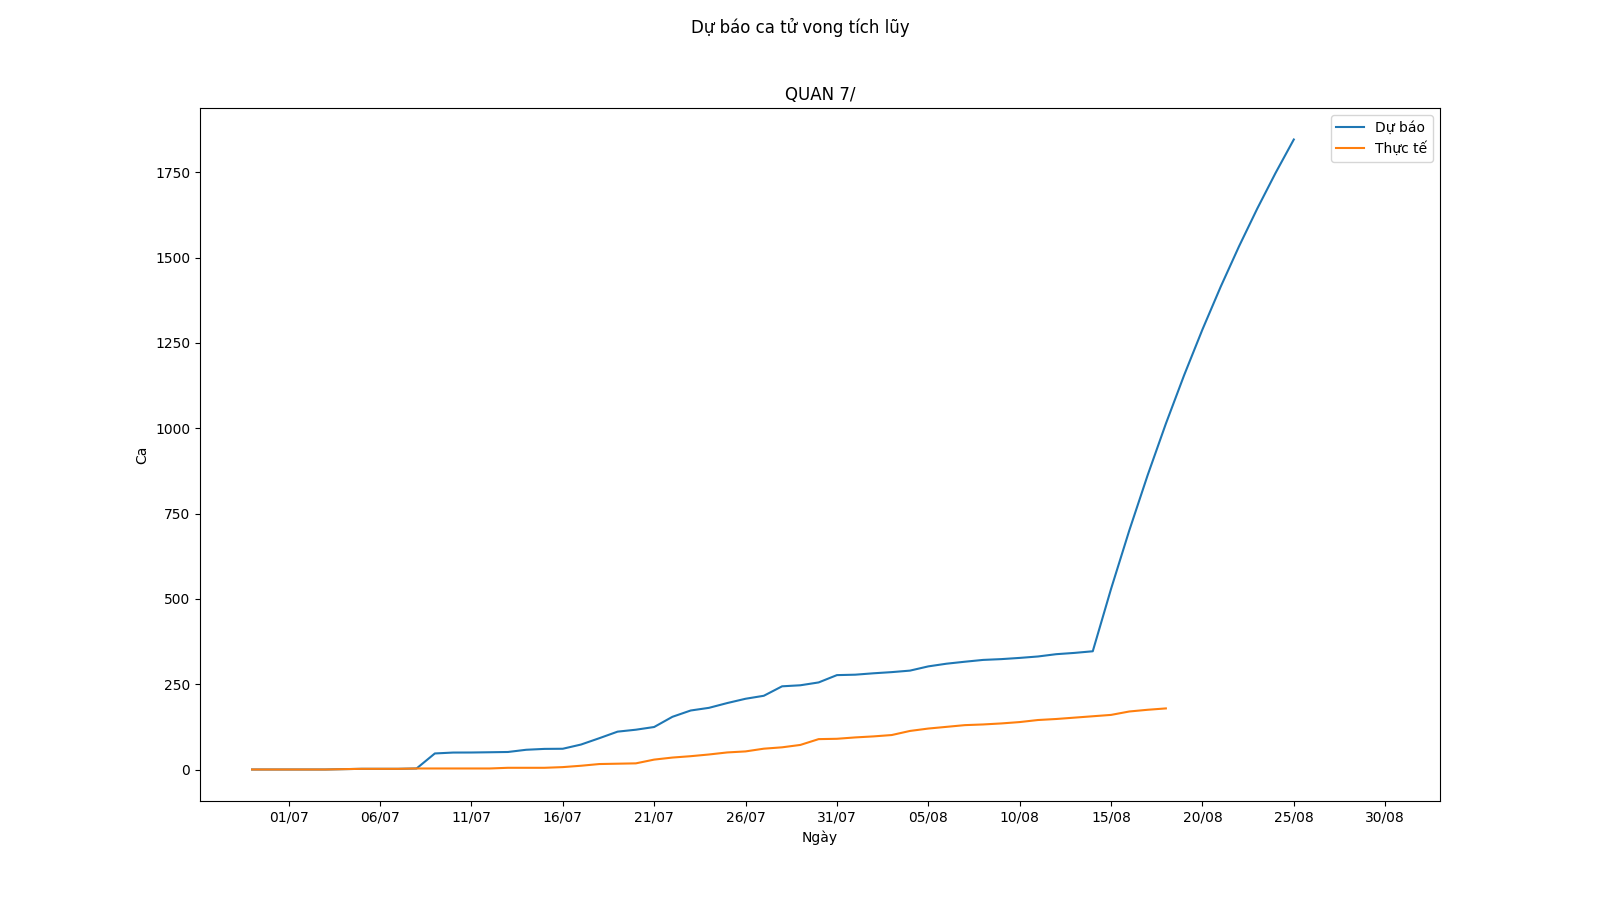 Dự báo ca tử vong tích lũy
QUAN 7/
Dự báo
Thực tế
1750
1500
1250
1000
750
500
250
0
Ca
01/07 06/07 11/07 16/07 21/07 26/07 31/07 05/08 10/08 15/08 20/08 25/08 30/08
Ngày